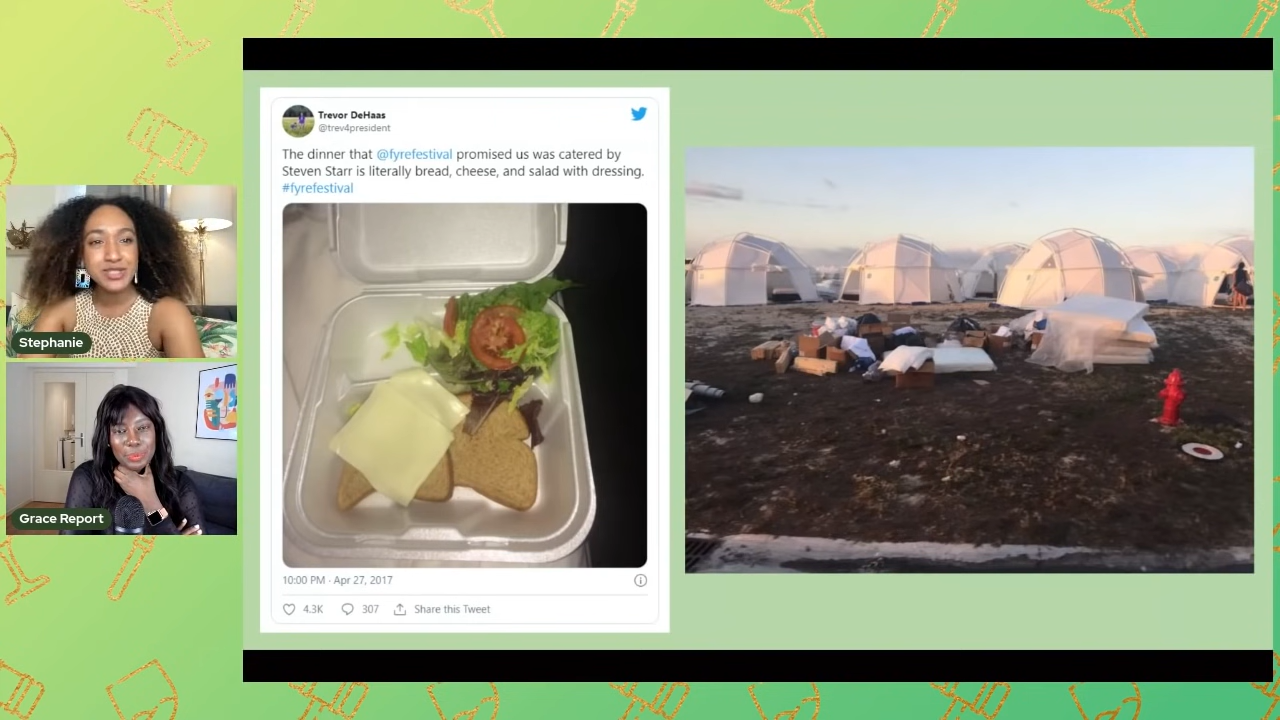 Trevor DeHaas
@trev4president
The dinner that @fyrefestival promised us was catered by
Steven Starr is literally bread, cheese, and salad with dressing.
#fyrefestival
10:00 PM · Apr 27, 2017
4.3K 307 Share this Tweet
Stephanie
Grace Report